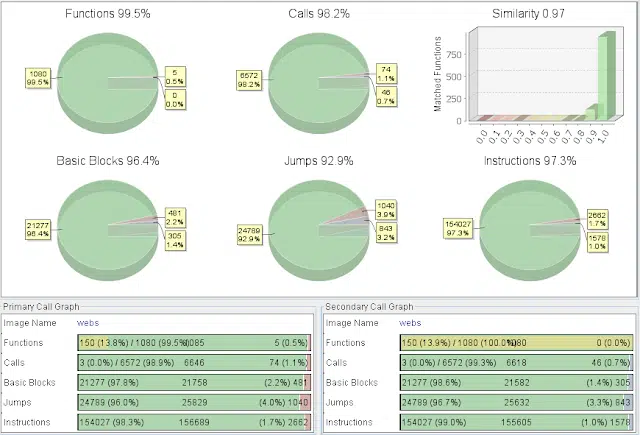 Functions 99.5%
Calls 98.2%
Similarity 0.97
1080
99.5%
5
0.5%
0
0.0%
6572
98.2%
74
1.1%
46
0.7%
Matched Functions
750
500
250
0
0.0
0.1
0.2
0.3
0.4
0.5
0.6
0.7
0.8
0.9
1.0
Basic Blocks 96.4%
Jumps 92.9%
Instructions 97.3%
21277
96.4%
481
2.2%
305
1.4%
24789
92.9%
1040
3.9%
843
3.2%
154027
97.3%
2662
1.7%
1578
1.0%
Primary Call Graph
Image Name webs
Functions 150 (13.8%) / 1080 (99.5%) 1085 5 (0.5%)
Calls 3 (0.0%) / 6572 (98.9%) 6646 74 (1.1%)
Basic Blocks 21277 (97.8%) 21758 (2.2%) 481
Jumps 24789 (96.0%) 25829 (4.0%) 1040
Instructions 154027 (98.3%) 156689 (1.7%) 2662
Secondary Call Graph
Image Name webs
Functions 150 (13.9%) / 1080 (100.0%) 1080 0 (0.0%)
Calls 3 (0.0%) / 6572 (99.3%) 6618 46 (0.7%)
Basic Blocks 21277 (98.6%) 21582 (1.4%) 305
Jumps 24789 (96.7%) 25632 (3.3%) 843
Instructions 154027 (99.0%) 155605 (1.0%) 1578